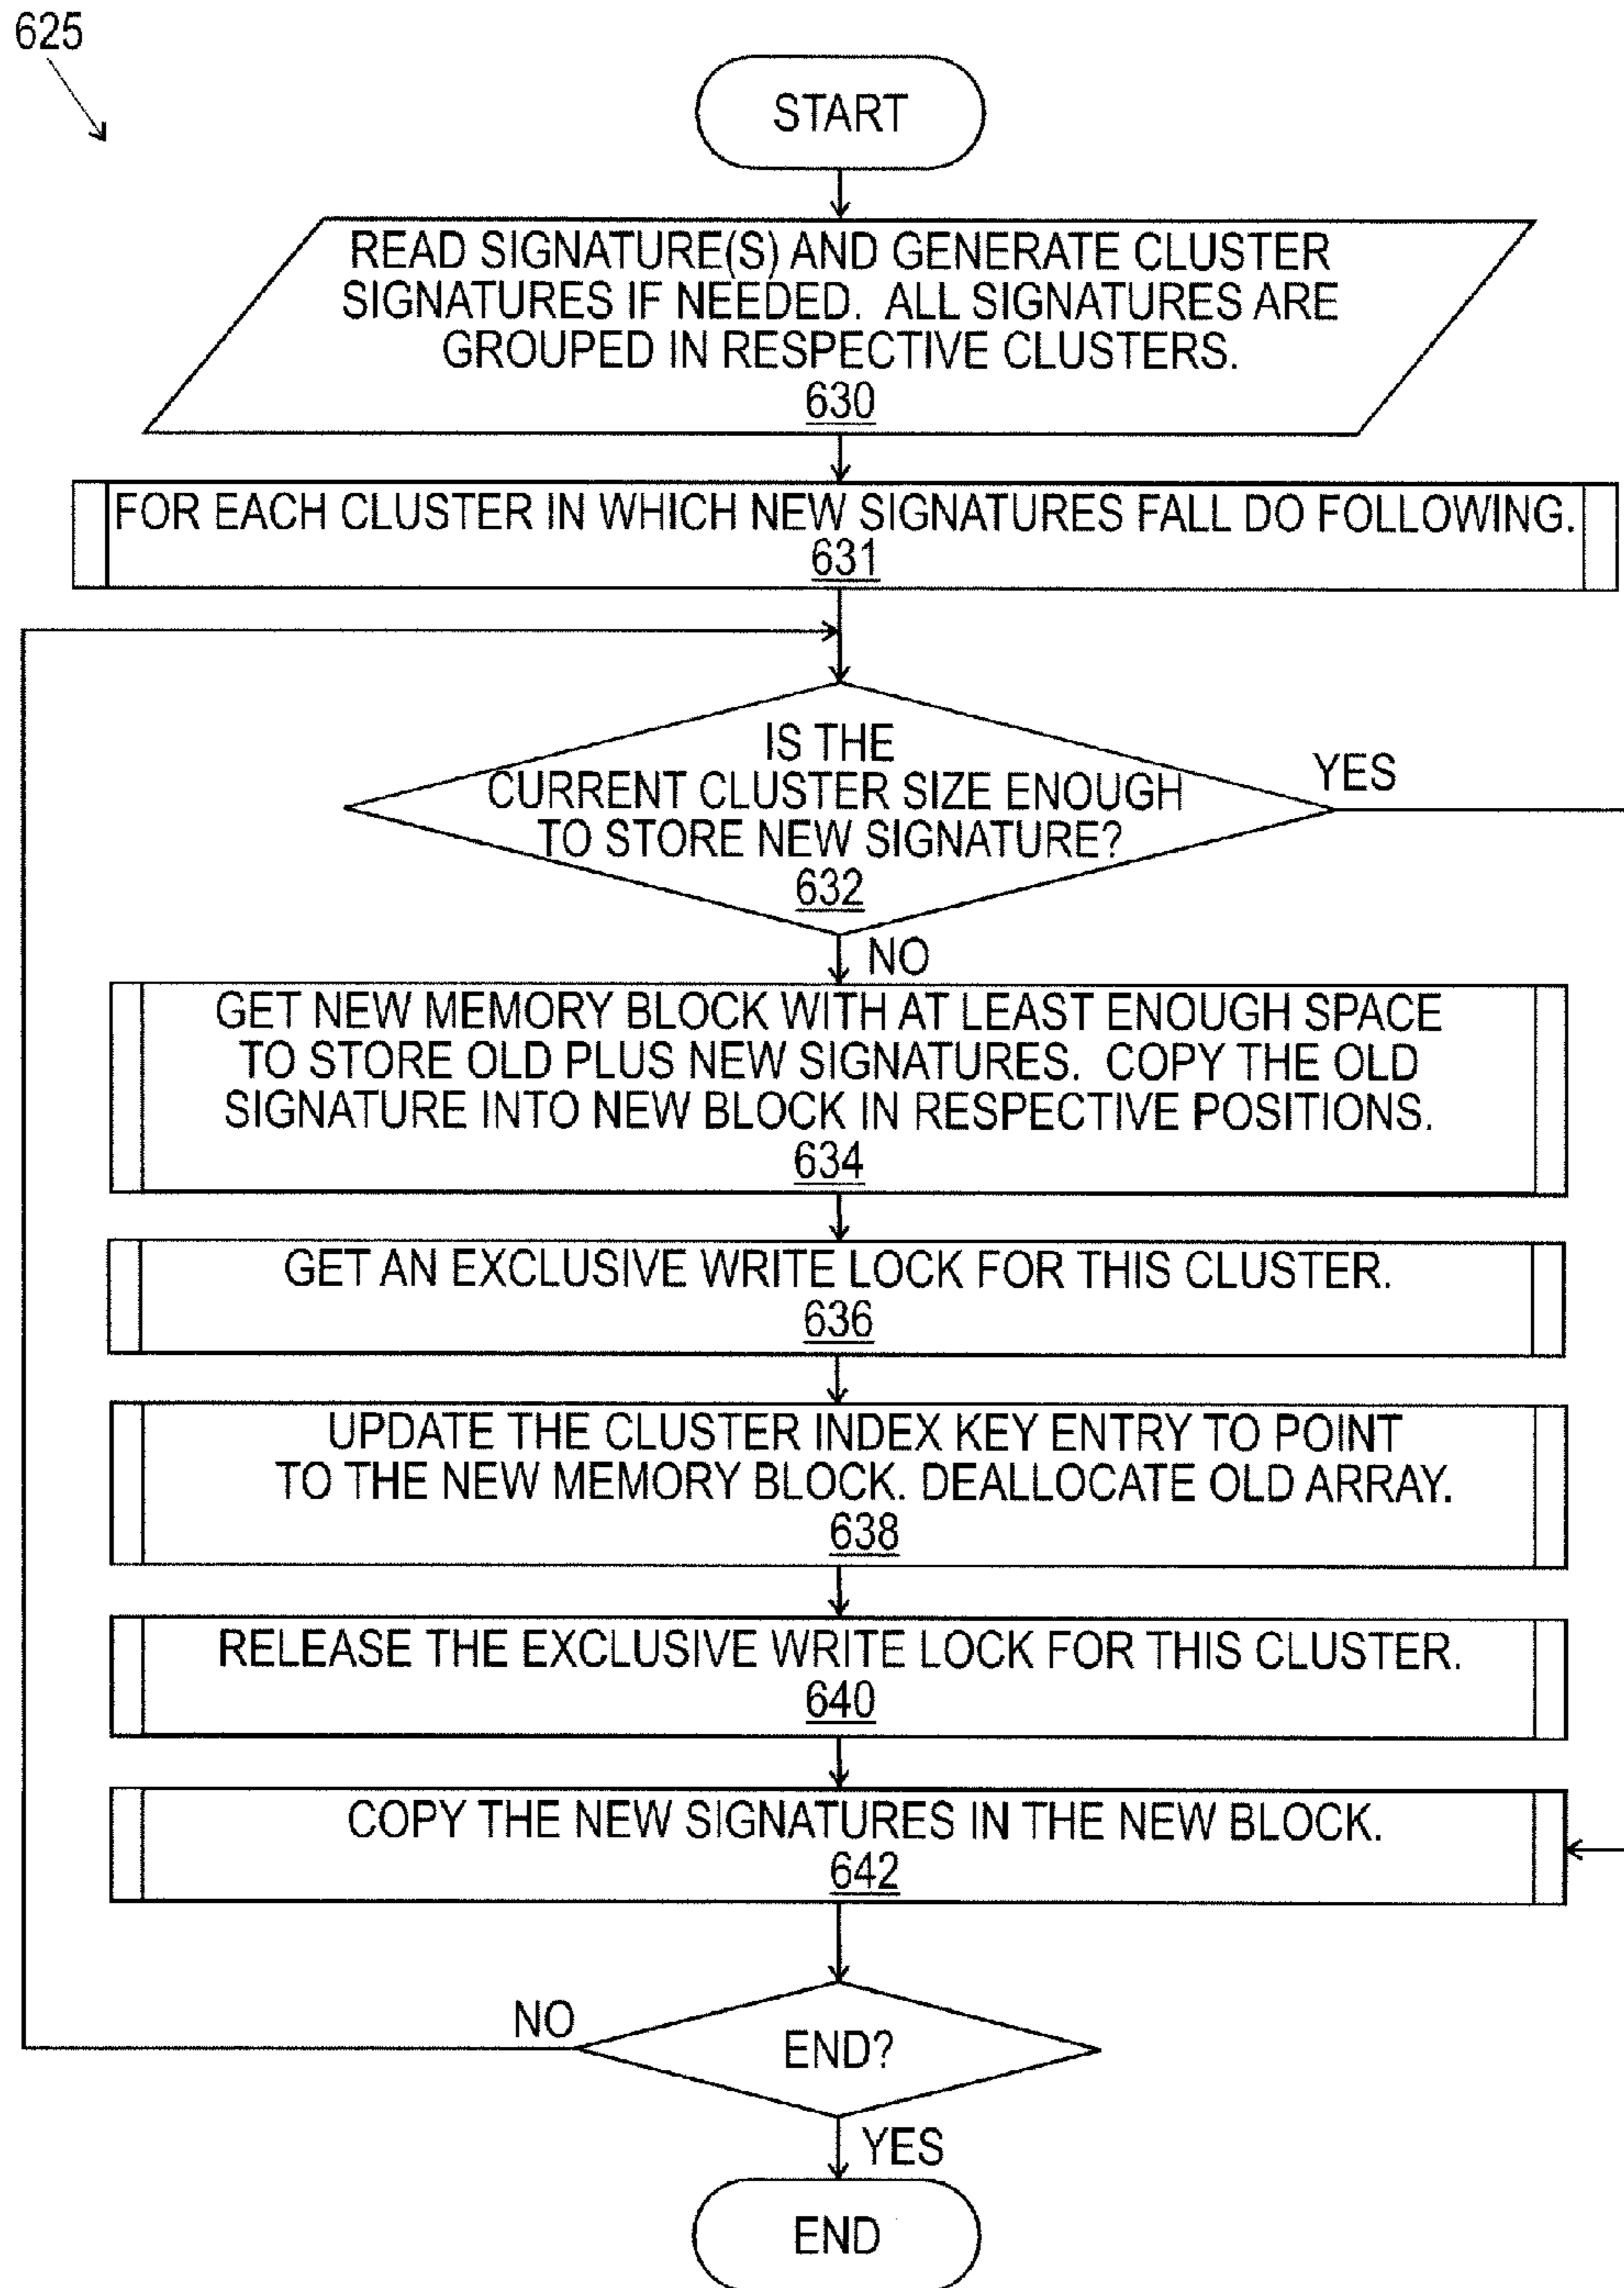 625
START
READ SIGNATURE(S) AND GENERATE CLUSTER
SIGNATURES IF NEEDED. ALL SIGNATURES ARE
GROUPED IN RESPECTIVE CLUSTERS.
630
FOR EACH CLUSTER IN WHICH NEW SIGNATURES FALL DO FOLLOWING.
631
IS THE
CURRENT CLUSTER SIZE ENOUGH
TO STORE NEW SIGNATURE?
632
YES
NO
GET NEW MEMORY BLOCK WITH AT LEAST ENOUGH SPACE
TO STORE OLD PLUS NEW SIGNATURES. COPY THE OLD
SIGNATURE INTO NEW BLOCK IN RESPECTIVE POSITIONS.
634
GET AN EXCLUSIVE WRITE LOCK FOR THIS CLUSTER.
636
UPDATE THE CLUSTER INDEX KEY ENTRY TO POINT
TO THE NEW MEMORY BLOCK. DEALLOCATE OLD ARRAY.
638
RELEASE THE EXCLUSIVE WRITE LOCK FOR THIS CLUSTER.
640
COPY THE NEW SIGNATURES IN THE NEW BLOCK.
642
NO
END?
YES
END